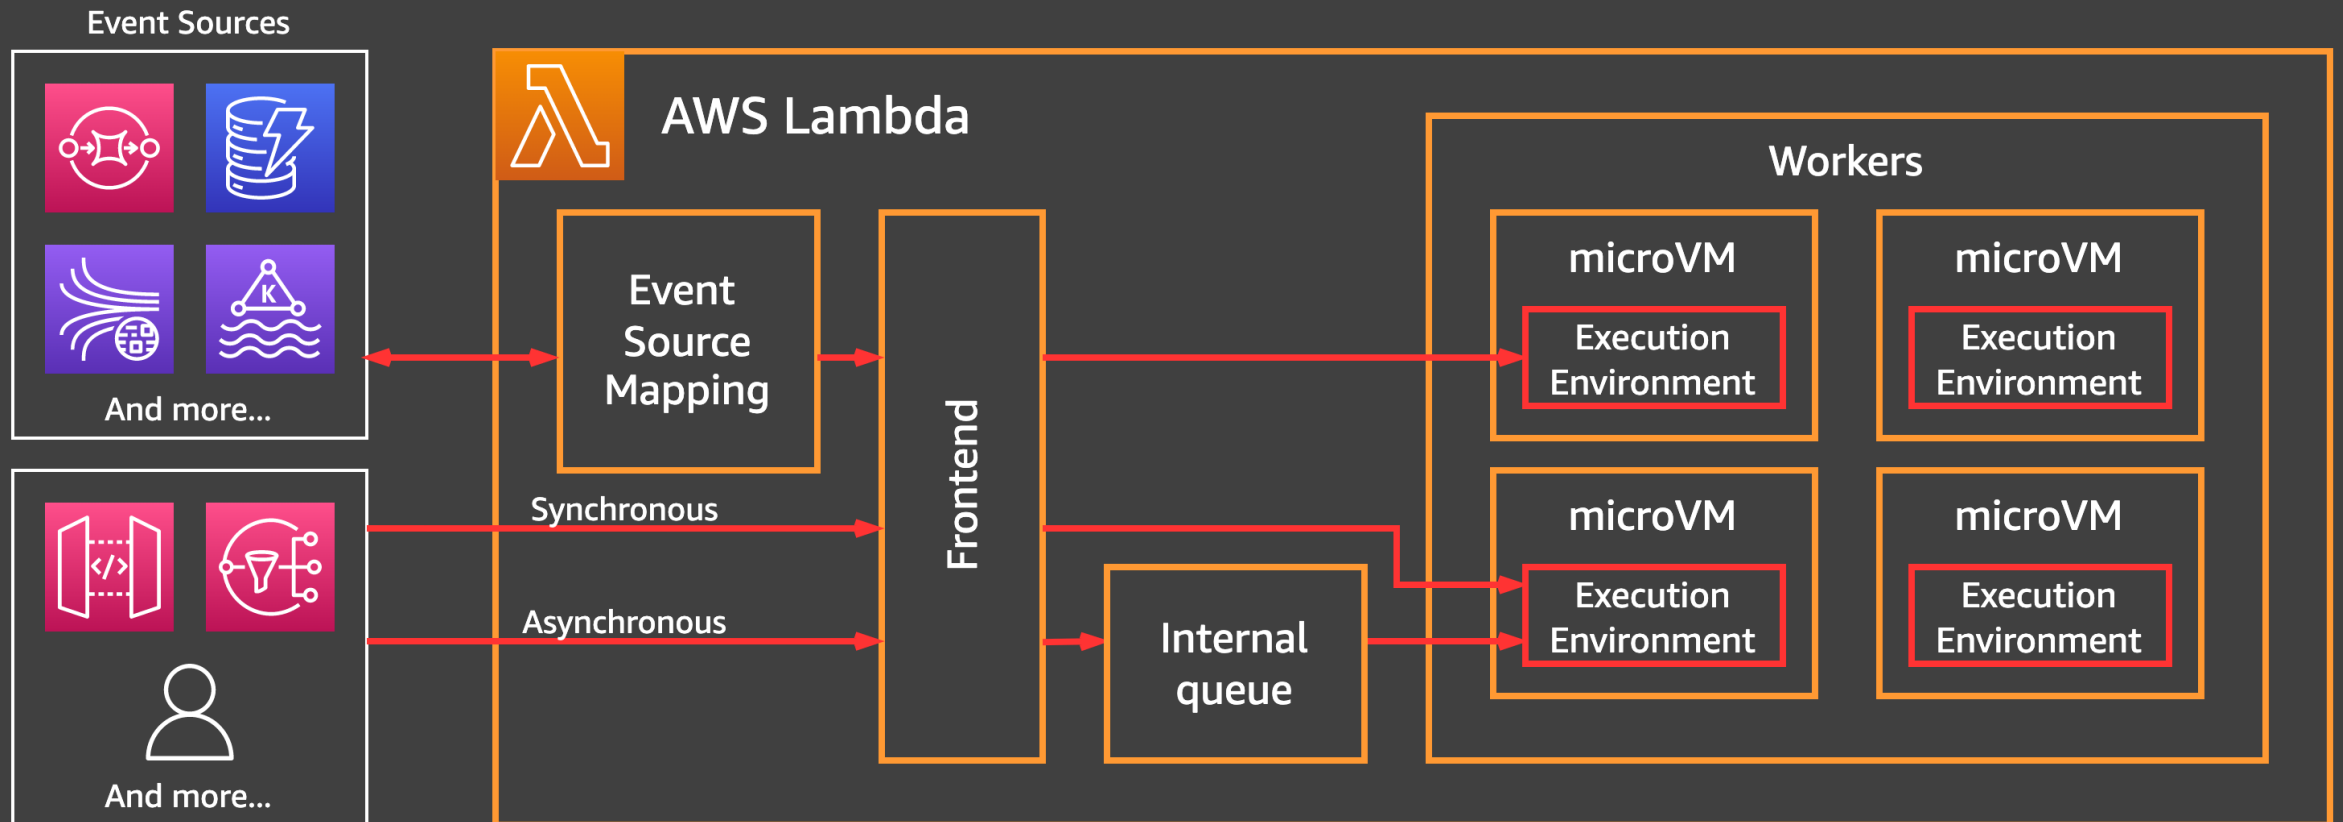 Event Sources
And more...
And more...
AWS Lambda
Event
Source
Mapping
Synchronous
Asynchronous
Frontend
Internal
queue
Workers
microVM
Execution
Environment
microVM
Execution
Environment
microVM
Execution
Environment
microVM
Execution
Environment
K
</>